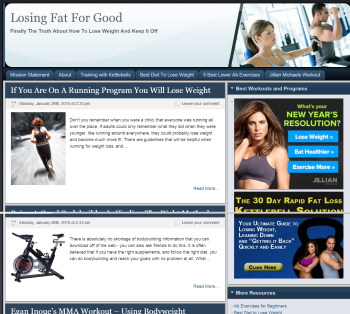 Losing Fat For Good
Finally The Truth About How To Lose Weight And Keep It Off
Mission Statement
About
Training with Kettlebells
Best Diet To Lose Weight
5 Best Lower Ab Exercises
Jillian Michaels Workout
If You Are On A Running Program You Will Lose Weight
Monday, January 26th, 2015 at 2:33 pm
Leave your comment
Don't you remember when you were a child, that everyone was running all
over the place. If adults could only remember what they did when they were
younger, like running around everywhere, they could probably lose weight
and become much more fit. There are guidelines that will be helpful when
running for weight loss, and ...
Read More...
Monday, January 26th, 2015 at 2:33 pm
Leave your comment
There is absolutely no shortage of bodybuilding information that you can
download off of the web - you can also ask friends to do this. It is often
believed that if you have the right supplements, and follow the right diet, you
can do bodybuilding and reach your goals with no problem at all. What ...
Read More...
Egan Inoue's MMA Workout – Using Bodyweight
Best Workouts and Programs
What's your
NEW YEAR'S
RESOLUTION?
Lose Weight »
Eat Healthier »
Exercise More »
JILLIAN
THE 30 DAY RAPID FAT LOSS
KETTLEBELL SOLUTION
YOUR ULTIMATE GUIDE TO
LOSING WEIGHT,
LEANING DOWN
AND "GETTING IT BACK"
QUICKLY AND EASILY
CLICK HERE
More Resources
Ab Exercises for Beginners
Best Diet to Lose Weight